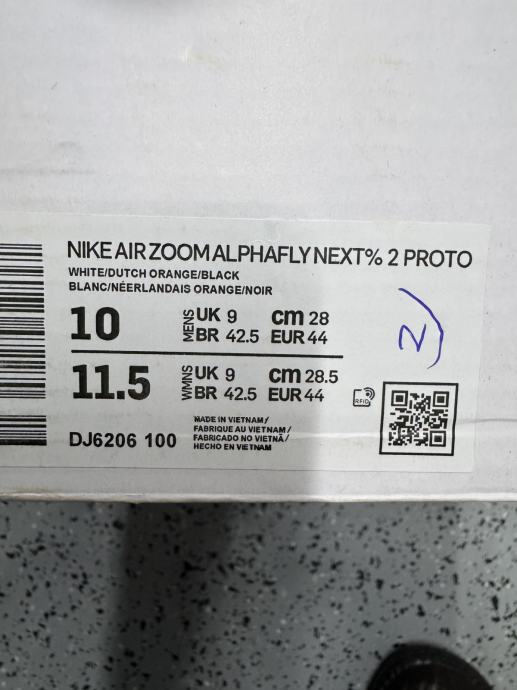 NIKE AIR ZOOM ALPHAFLY NEXT% 2 PROTO
WHITE/DUTCH ORANGE/BLACK
BLANC/NÉERLANDAIS ORANGE/NOIR
10 MENS UK 9 cm 28
BR 42.5 EUR 44
11.5 WMNS UK 9 cm 28.5
BR 42.5 EUR 44
RFID
2)
DJ6206 100
MADE IN VIETNAM/
FABRIQUE AU VIETNAM/
FABRICADO NO VIETNÃ/
HECHO EN VIETNAM